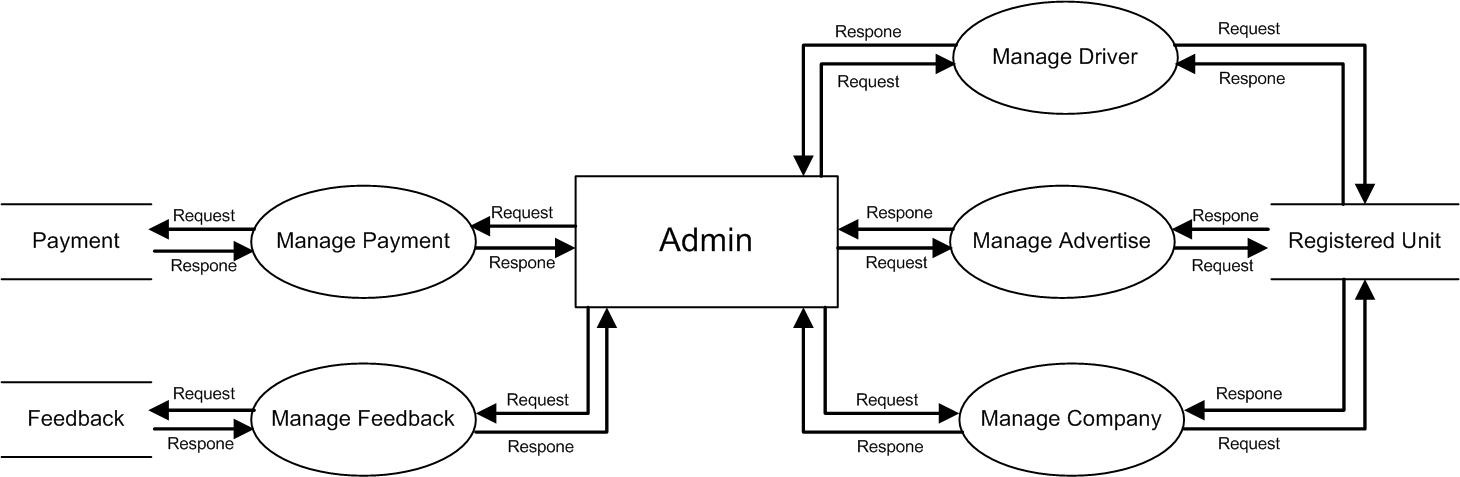 Respone
Request
Manage Driver
Request
Respone
Payment
Request
Respone
Manage Payment
Request
Respone
Admin
Respone
Request
Manage Advertise
Respone
Request
Registered Unit
Feedback
Request
Respone
Manage Feedback
Request
Respone
Request
Respone
Manage Company
Respone
Request